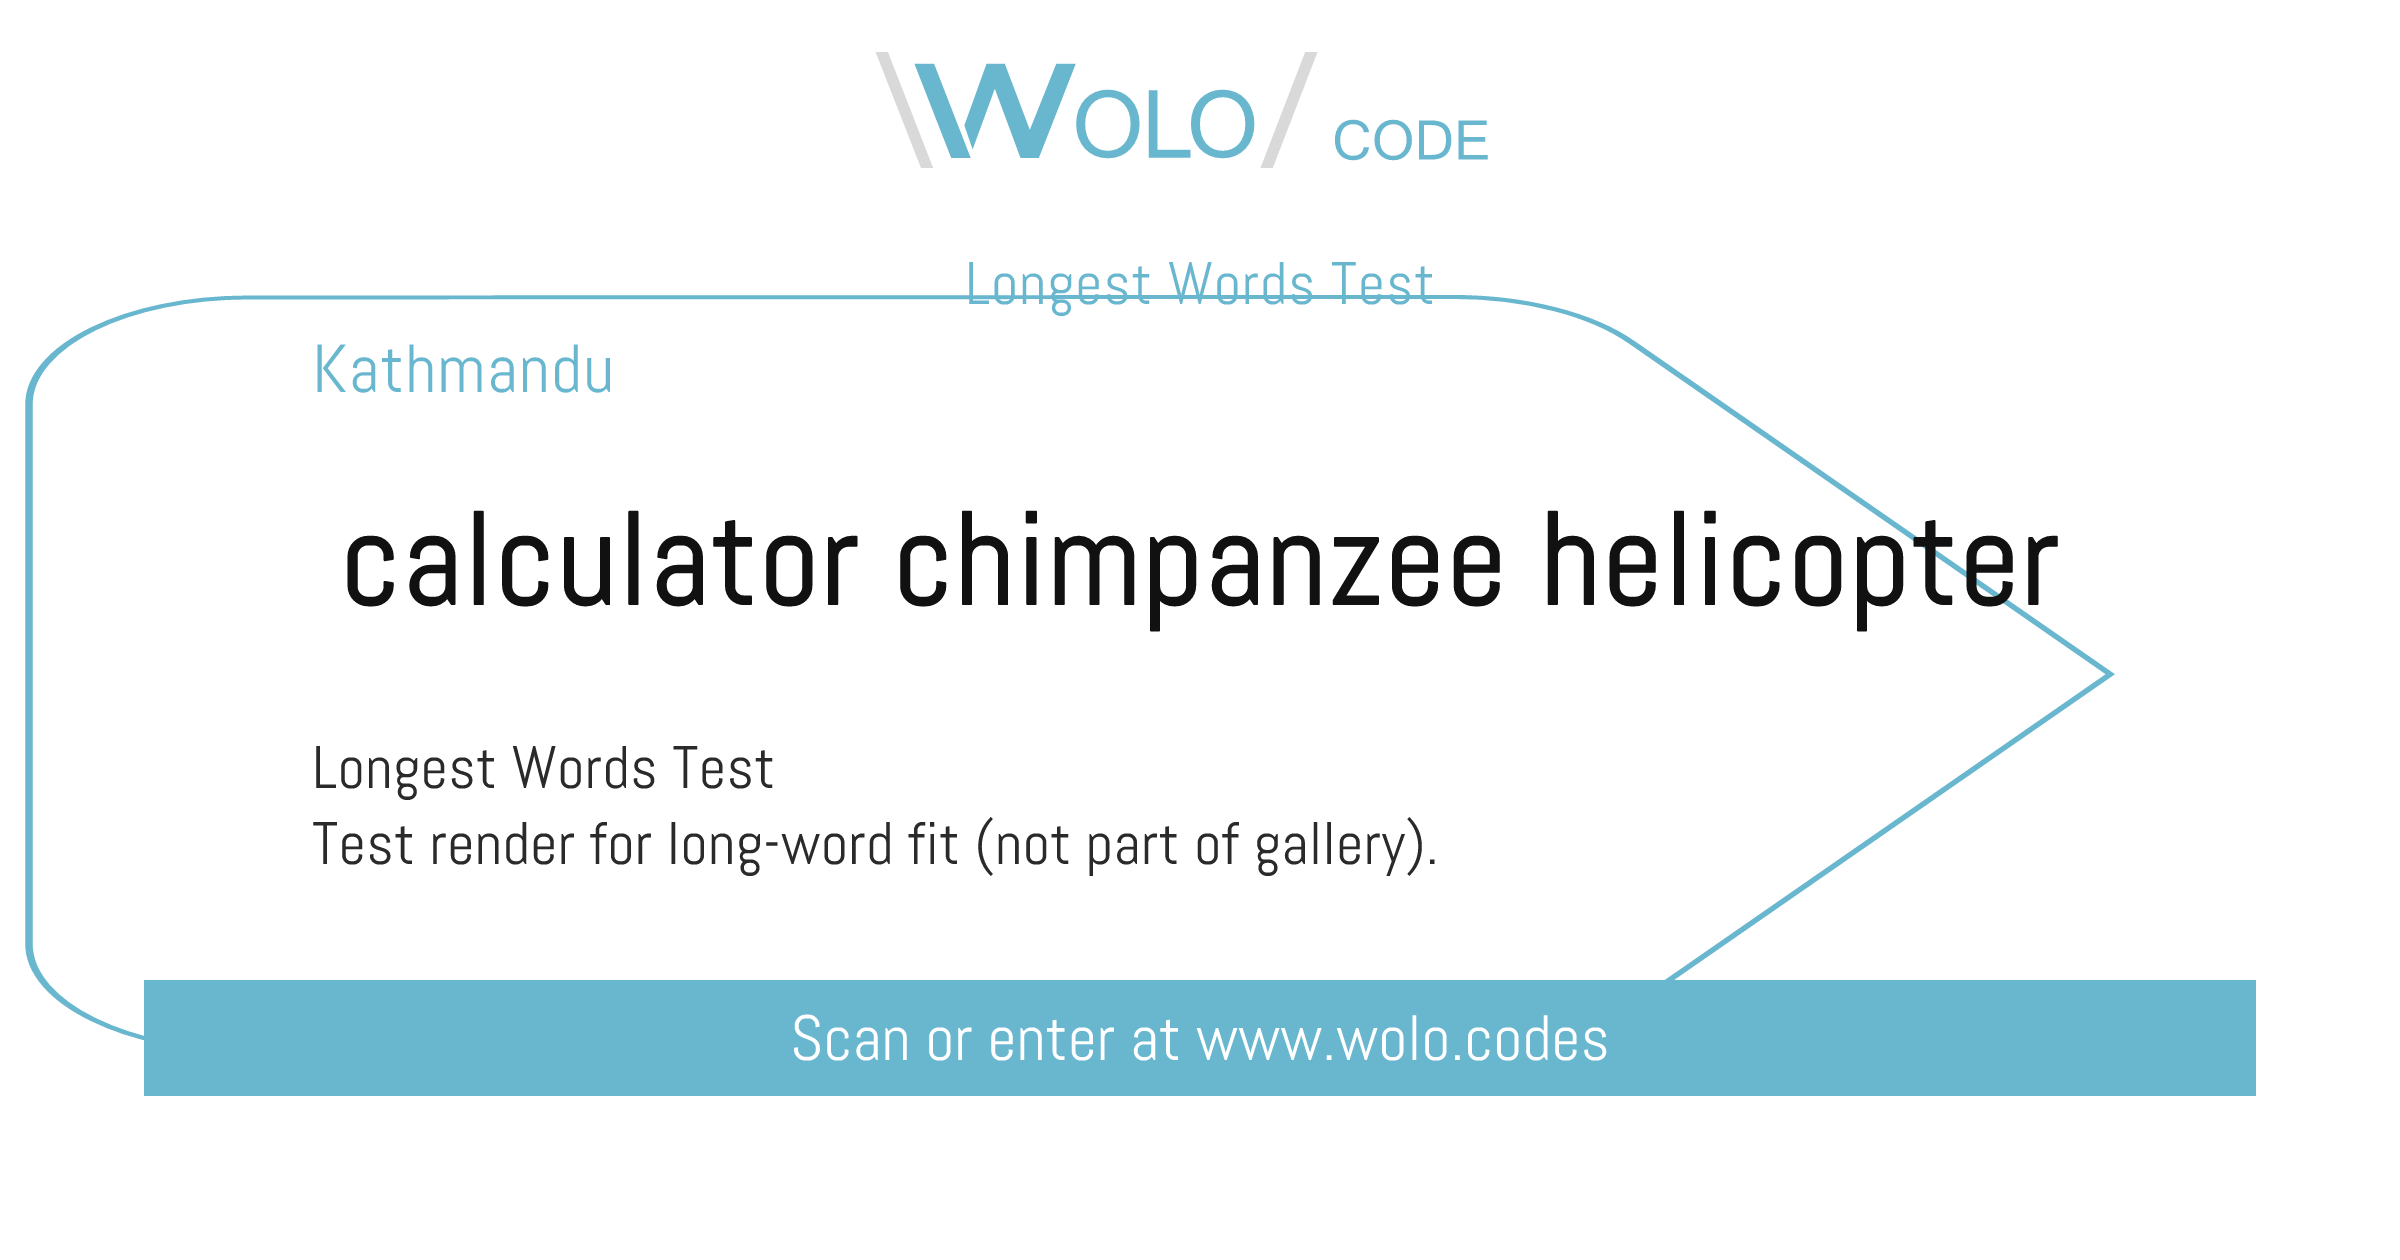 \WOLO/ CODE
Longest Words Test
Kathmandu
calculator chimpanzee helicopter
Longest Words Test
Test render for long-word fit (not part of gallery).
Scan or enter at www.wolo.codes